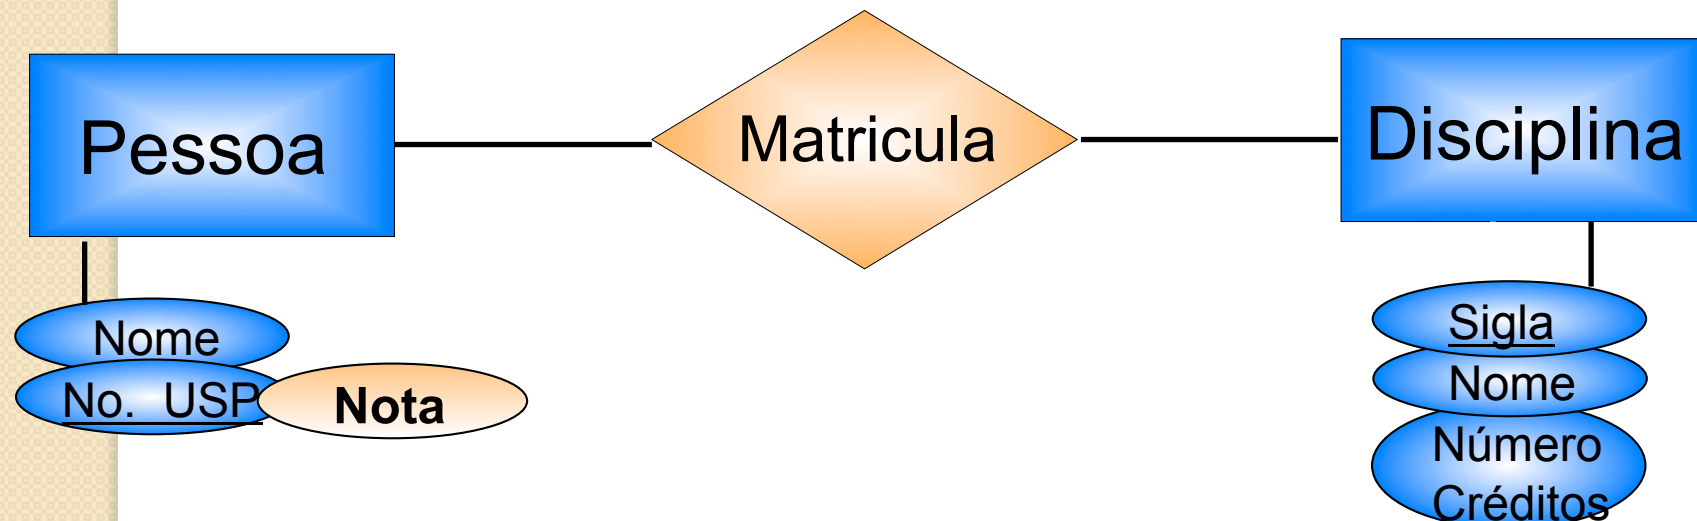 Pessoa
Matricula
Disciplina
Nome
No. USP
Nota
Sigla
Nome
Número
Créditos